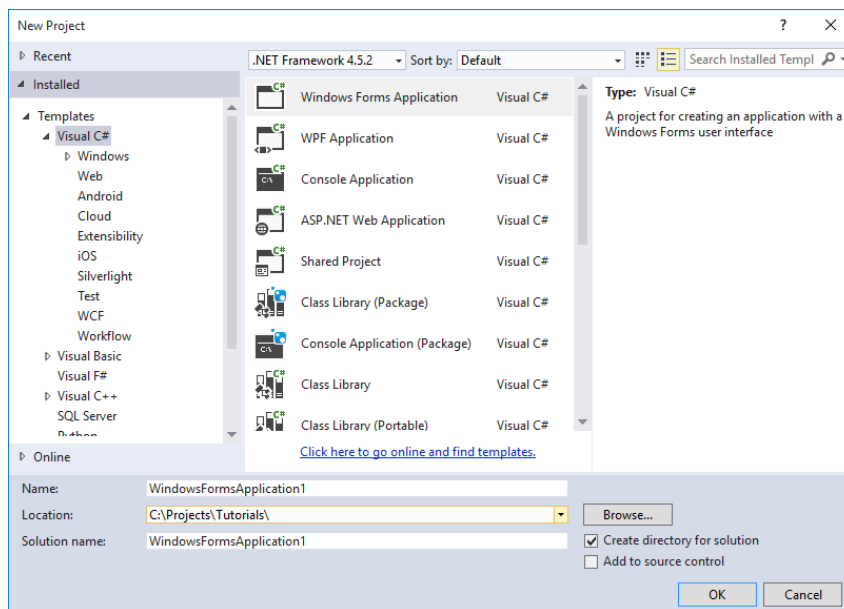 New Project
?
Recent
.NET Framework 4.5.2
Sort by:
Default
Search Installed Templ
Installed
Templates
Visual C#
Windows
Web
Android
Cloud
Extensibility
iOS
Silverlight
Test
WCF
Workflow
Visual Basic
Visual F#
Visual C++
SQL Server
Python
Online
Windows Forms Application Visual C#
WPF Application Visual C#
Console Application Visual C#
ASP.NET Web Application Visual C#
Shared Project Visual C#
Class Library (Package) Visual C#
Console Application (Package) Visual C#
Class Library Visual C#
Class Library (Portable) Visual C#
Click here to go online and find templates.
Type: Visual C#
A project for creating an application with a
Windows Forms user interface
Name: WindowsFormsApplication1
Location: C:\Projects\Tutorials\
Browse...
Solution name: WindowsFormsApplication1
Create directory for solution
Add to source control
OK
Cancel